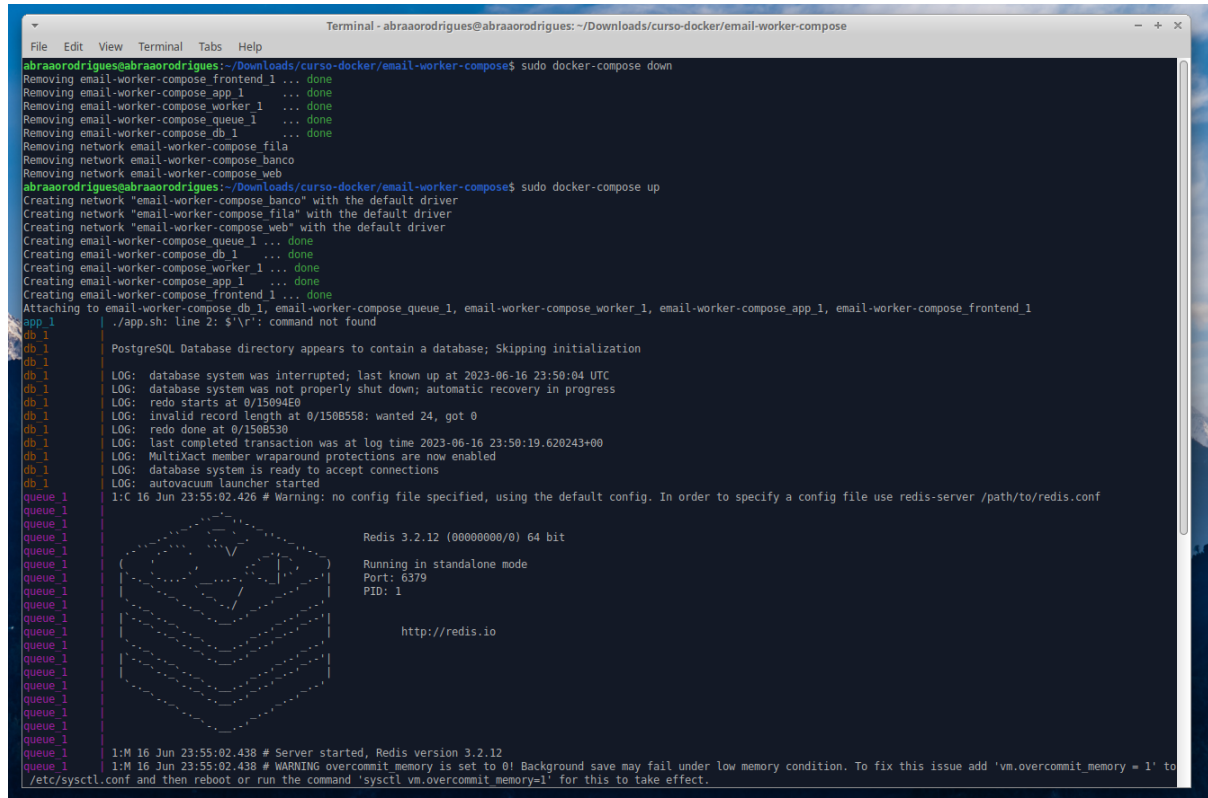 Terminal - abraaorodrigues@abraaorodrigues: ~/Downloads/curso-docker/email-worker-compose
File Edit View Terminal Tabs Help
abraaorodrigues@abraaorodrigues:~/Downloads/curso-docker/email-worker-compose$ sudo docker-compose down
Removing email-worker-compose_frontend_1 ... done
Removing email-worker-compose_app_1      ... done
Removing email-worker-compose_worker_1   ... done
Removing email-worker-compose_queue_1    ... done
Removing email-worker-compose_db_1       ... done
Removing network email-worker-compose_fila
Removing network email-worker-compose_banco
Removing network email-worker-compose_web
abraaorodrigues@abraaorodrigues:~/Downloads/curso-docker/email-worker-compose$ sudo docker-compose up
Creating network "email-worker-compose_banco" with the default driver
Creating network "email-worker-compose_fila" with the default driver
Creating network "email-worker-compose_web" with the default driver
Creating email-worker-compose_queue_1 ... done
Creating email-worker-compose_db_1    ... done
Creating email-worker-compose_worker_1 ... done
Creating email-worker-compose_app_1    ... done
Creating email-worker-compose_frontend_1 ... done
Attaching to email-worker-compose_db_1, email-worker-compose_queue_1, email-worker-compose_worker_1, email-worker-compose_app_1, email-worker-compose_frontend_1
app_1       | ./app.sh: line 2: $'\r': command not found
db_1        |
db_1        | PostgreSQL Database directory appears to contain a database; Skipping initialization
db_1        |
db_1        | LOG:  database system was interrupted; last known up at 2023-06-16 23:50:04 UTC
db_1        | LOG:  database system was not properly shut down; automatic recovery in progress
db_1        | LOG:  redo starts at 0/15094E0
db_1        | LOG:  invalid record length at 0/150B558: wanted 24, got 0
db_1        | LOG:  redo done at 0/150B530
db_1        | LOG:  last completed transaction was at log time 2023-06-16 23:50:19.620243+00
db_1        | LOG:  MultiXact member wraparound protections are now enabled
db_1        | LOG:  database system is ready to accept connections
db_1        | LOG:  autovacuum launcher started
queue_1     | 1:C 16 Jun 23:55:02.426 # Warning: no config file specified, using the default config. In order to specify a config file use redis-server /path/to/redis.conf
queue_1     |
queue_1     |
queue_1     | Redis 3.2.12 (00000000/0) 64 bit
queue_1     |
queue_1     | Running in standalone mode
queue_1     | Port: 6379
queue_1     | PID: 1
queue_1     |
queue_1     |
queue_1     | http://redis.io
queue_1     |
queue_1     |
queue_1     |
queue_1     |
queue_1     |
queue_1     |
queue_1     |
queue_1     |
queue_1     | 1:M 16 Jun 23:55:02.438 # Server started, Redis version 3.2.12
queue_1     | 1:M 16 Jun 23:55:02.438 # WARNING overcommit_memory is set to 0! Background save may fail under low memory condition. To fix this issue add 'vm.overcommit_memory = 1' to
/etc/sysctl.conf and then reboot or run the command 'sysctl vm.overcommit_memory=1' for this to take effect.